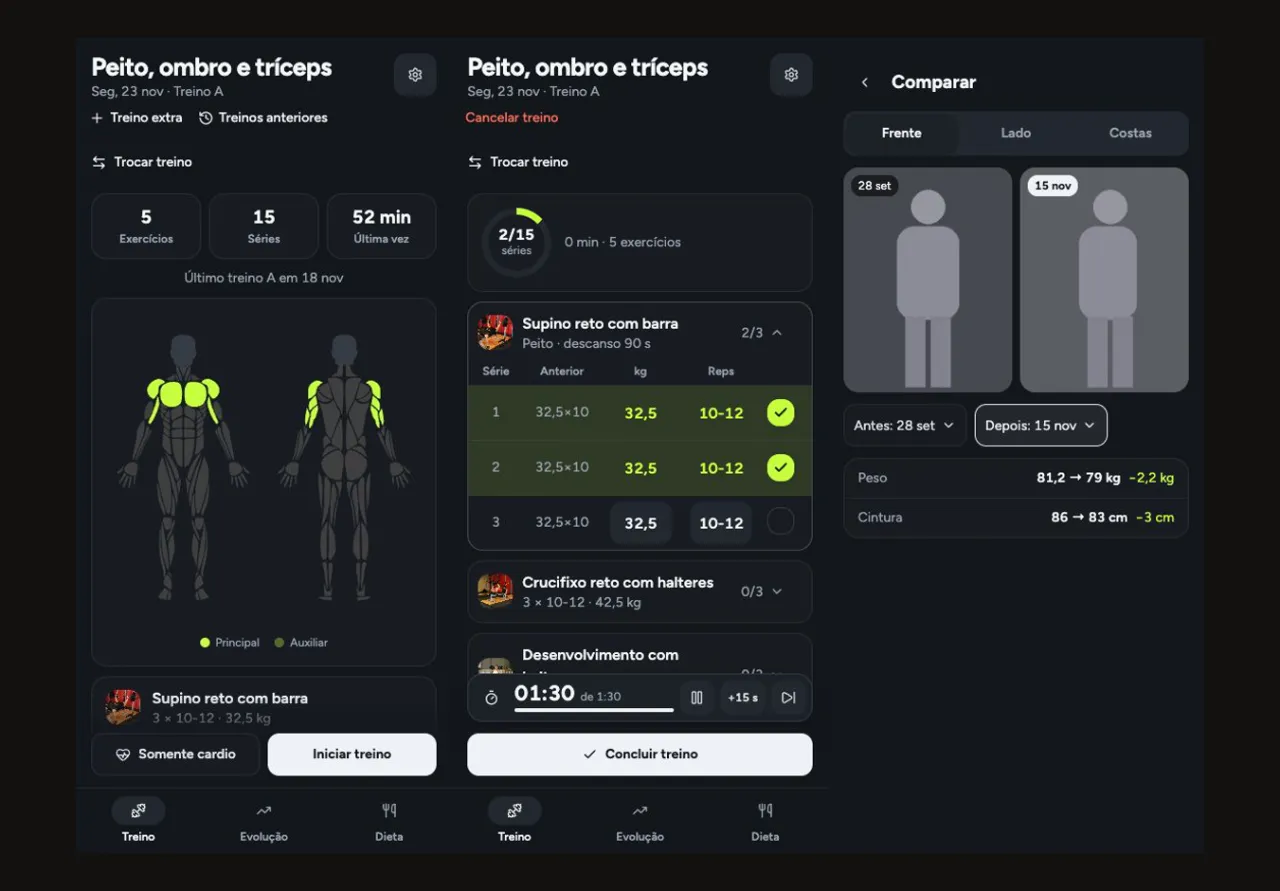 Peito, ombro e tríceps
Seg, 23 nov · Treino A
+ Treino extra Treinos anteriores
Trocar treino
5
Exercícios
15
Séries
52 min
Última vez
Último treino A em 18 nov
Principal Auxiliar
Supino reto com barra
3 × 10-12 · 32,5 kg
Somente cardio
Iniciar treino
Treino
Evolução
Dieta
Peito, ombro e tríceps
Seg, 23 nov · Treino A
Cancelar treino
Trocar treino
2/15
séries
0 min · 5 exercícios
Supino reto com barra
Peito · descanso 90 s
2/3
Série Anterior kg Reps
1 32,5×10 32,5 10-12
2 32,5×10 32,5 10-12
3 32,5×10 32,5 10-12
Crucifixo reto com halteres
3 × 10-12 · 42,5 kg
0/3
Desenvolvimento com
01:30 de 1:30
+15 s
Concluir treino
Treino
Evolução
Dieta
Comparar
Frente Lado Costas
28 set
15 nov
Antes: 28 set
Depois: 15 nov
Peso 81,2 → 79 kg −2,2 kg
Cintura 86 → 83 cm −3 cm